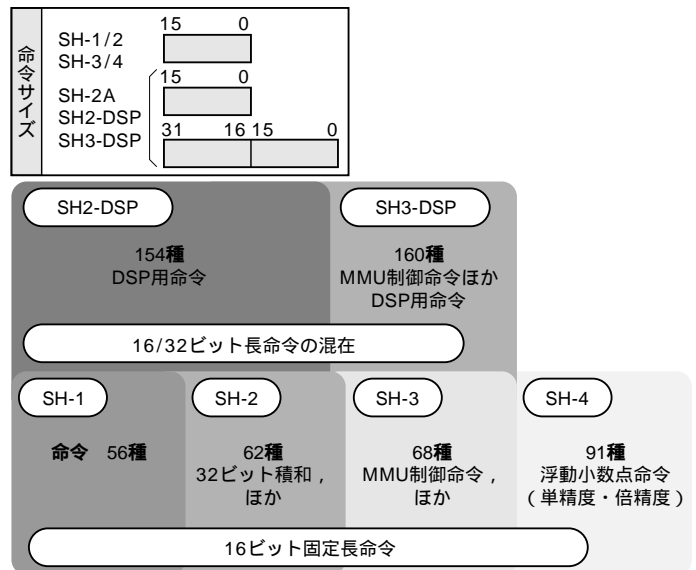 命令サイズ
SH-1/2
SH-3/4
15 0
SH-2A
SH2-DSP
SH3-DSP
15 0
31 16 15 0
SH2-DSP
154種
DSP用命令
SH3-DSP
160種
MMU制御命令ほか
DSP用命令
16/32ビット長命令の混在
SH-1
命令 56種
SH-2
62種
32ビット積和,
ほか
SH-3
68種
MMU制御命令,
ほか
SH-4
91種
浮動小数点命令
(単精度・倍精度)
16ビット固定長命令